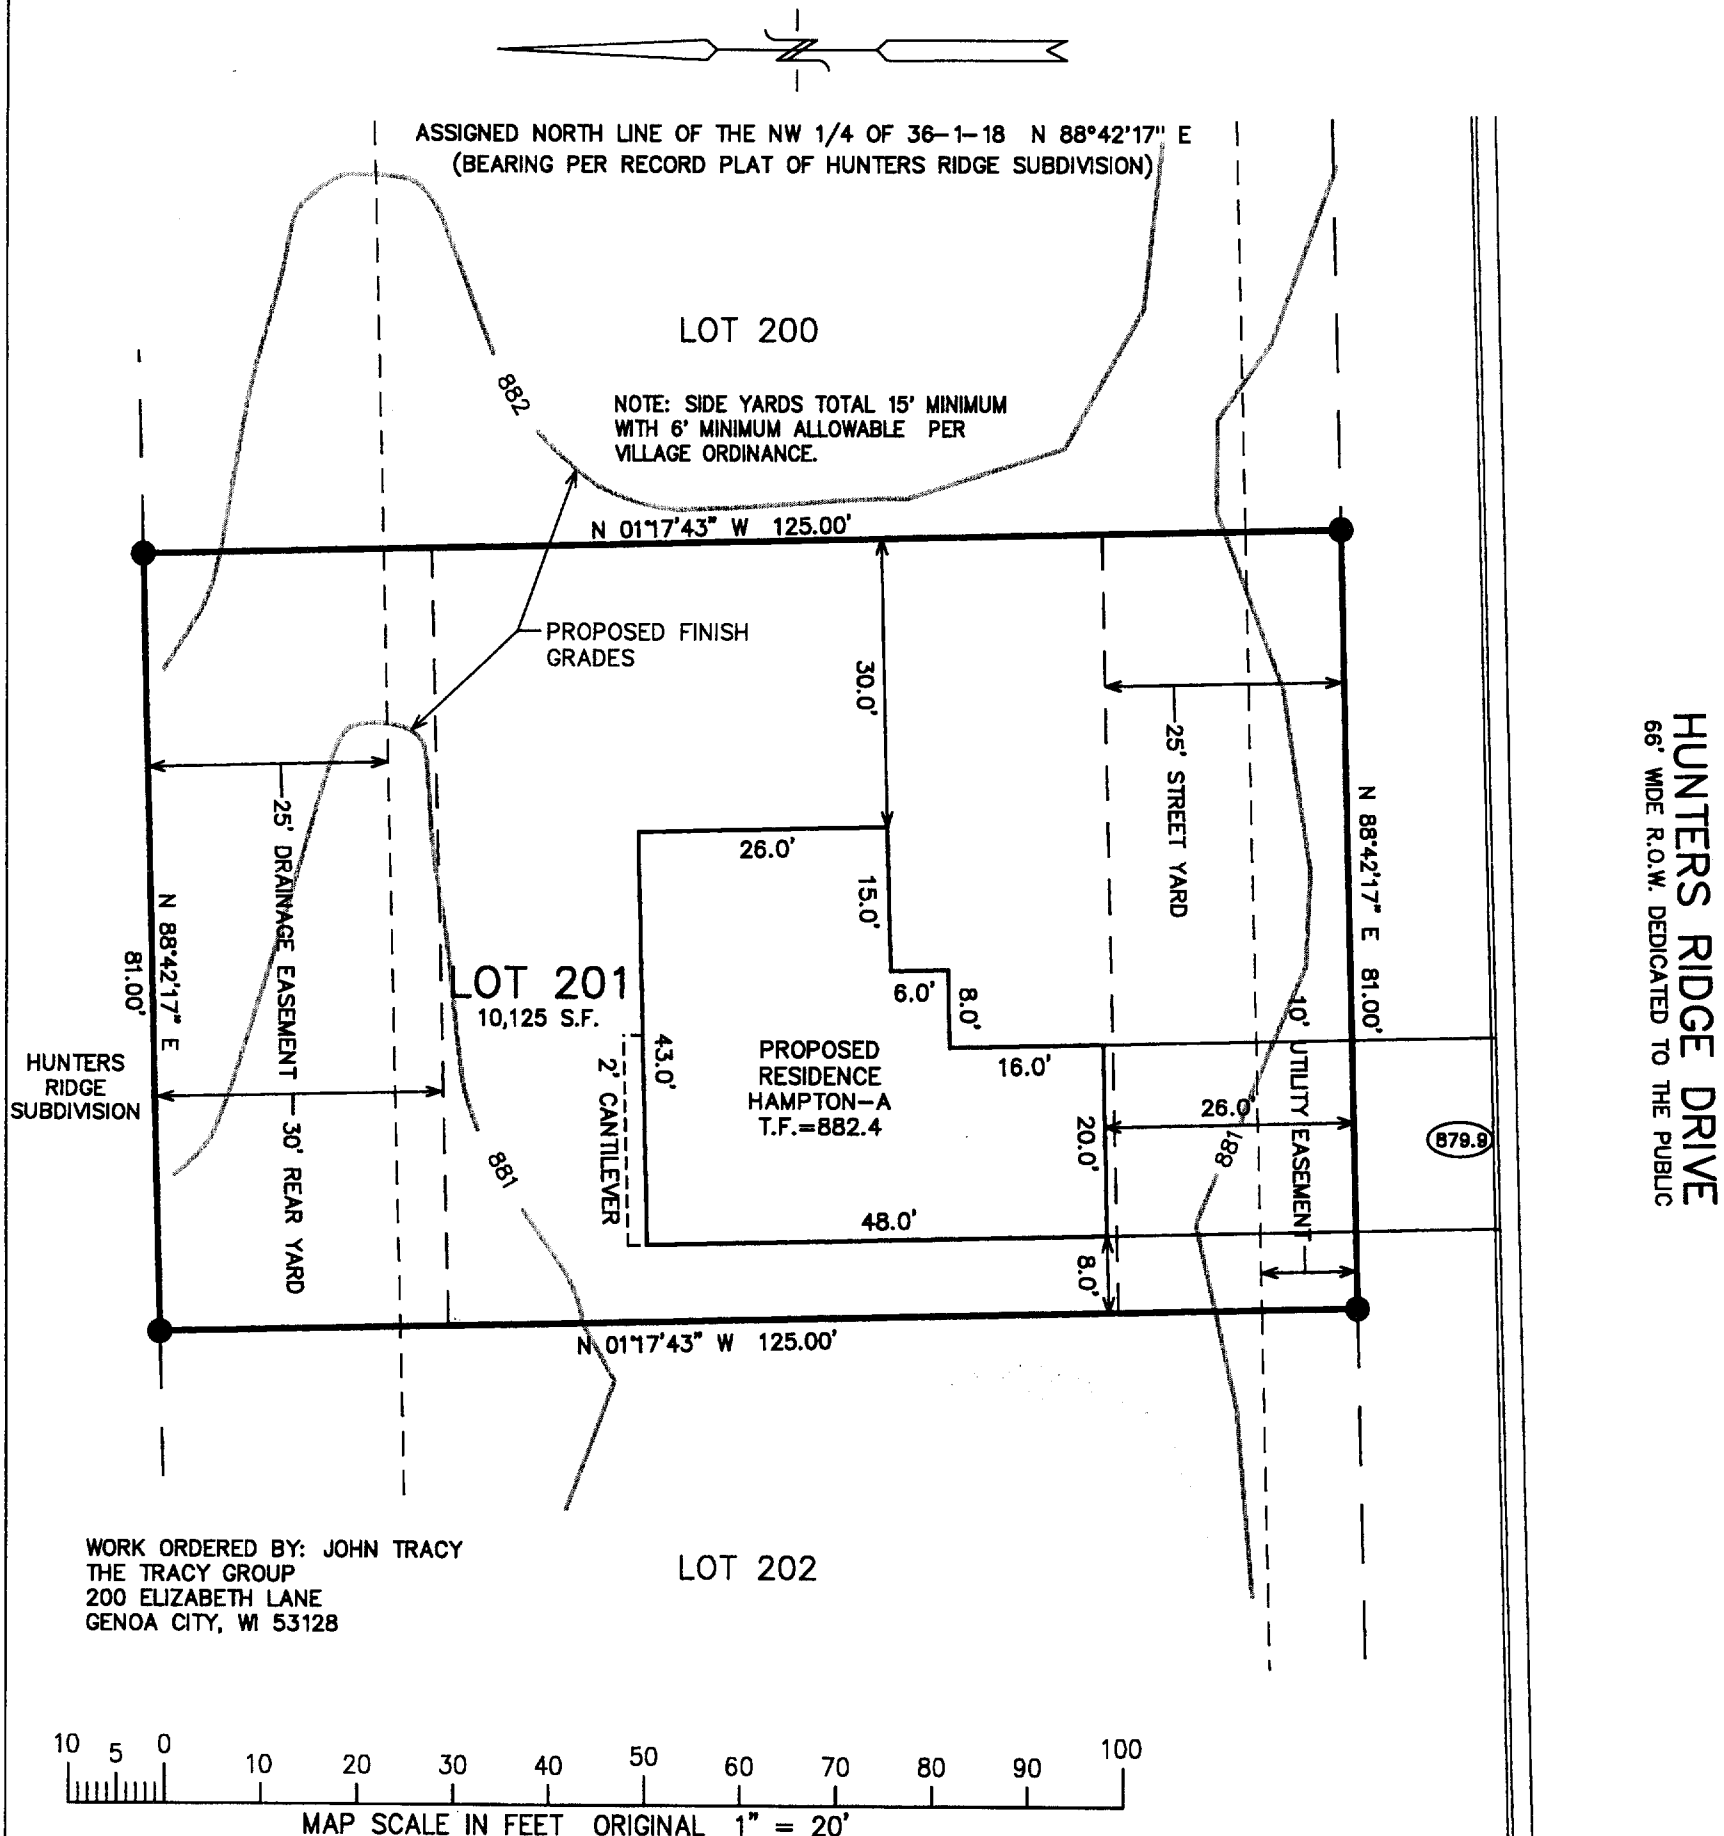 ASSIGNED NORTH LINE OF THE NW 1/4 OF 36-1-18 N 88°42'17" E
(BEARING PER RECORD PLAT OF HUNTERS RIDGE SUBDIVISION)
LOT 200
882
NOTE: SIDE YARDS TOTAL 15' MINIMUM
WITH 6' MINIMUM ALLOWABLE PER
VILLAGE ORDINANCE.
N 01°17'43" W 125.00'
PROPOSED FINISH
GRADES
30.0'
25' STREET YARD
HUNTERS RIDGE DRIVE
66' WIDE R.O.W. DEDICATED TO THE PUBLIC
N 88°42'17" E 81.00'
25' DRAINAGE EASEMENT
26.0'
15.0'
N 88°42'17" E
81.00'
LOT 201
10,125 S.F.
6.0'
8.0'
10' UTILITY EASEMENT
43.0'
2' CANTILEVER
PROPOSED
RESIDENCE
HAMPTON-A
T.F.=882.4
16.0'
HUNTERS
RIDGE
SUBDIVISION
30' REAR YARD
26.0'
20.0'
881
879.9
881
48.0'
8.0'
N 01°17'43" W 125.00'
WORK ORDERED BY: JOHN TRACY
THE TRACY GROUP
200 ELIZABETH LANE
GENOA CITY, WI 53128
LOT 202
10 5 0 10 20 30 40 50 60 70 80 90 100
MAP SCALE IN FEET ORIGINAL 1" = 20'